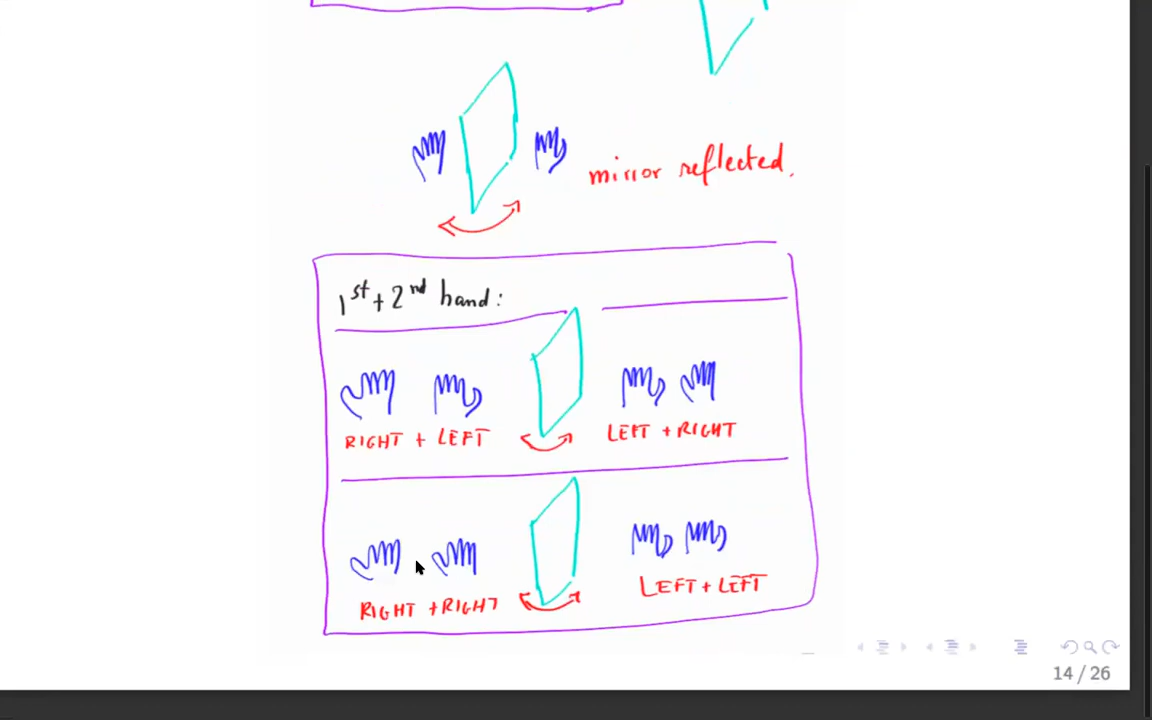 mirror reflected.
1st + 2nd hand:
RIGHT + LEFT
LEFT + RIGHT
RIGHT + RIGHT
LEFT + LEFT
14 / 26